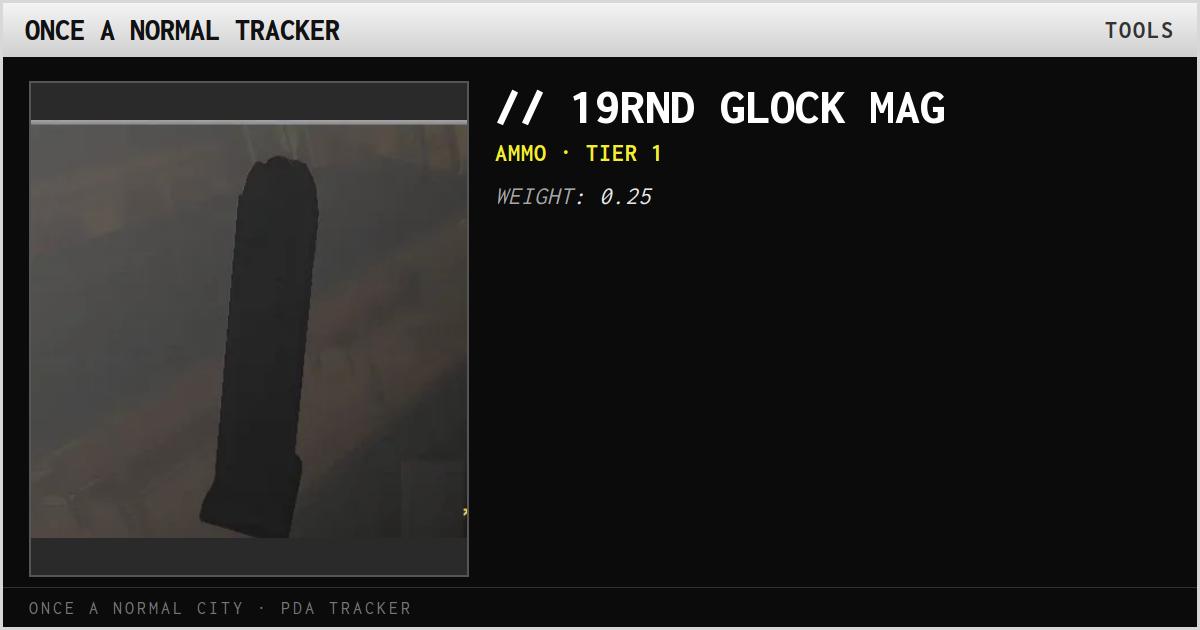 ONCE A NORMAL TRACKER
TOOLS
// 19RND GLOCK MAG
AMMO · TIER 1
WEIGHT: 0.25
ONCE A NORMAL CITY · PDA TRACKER